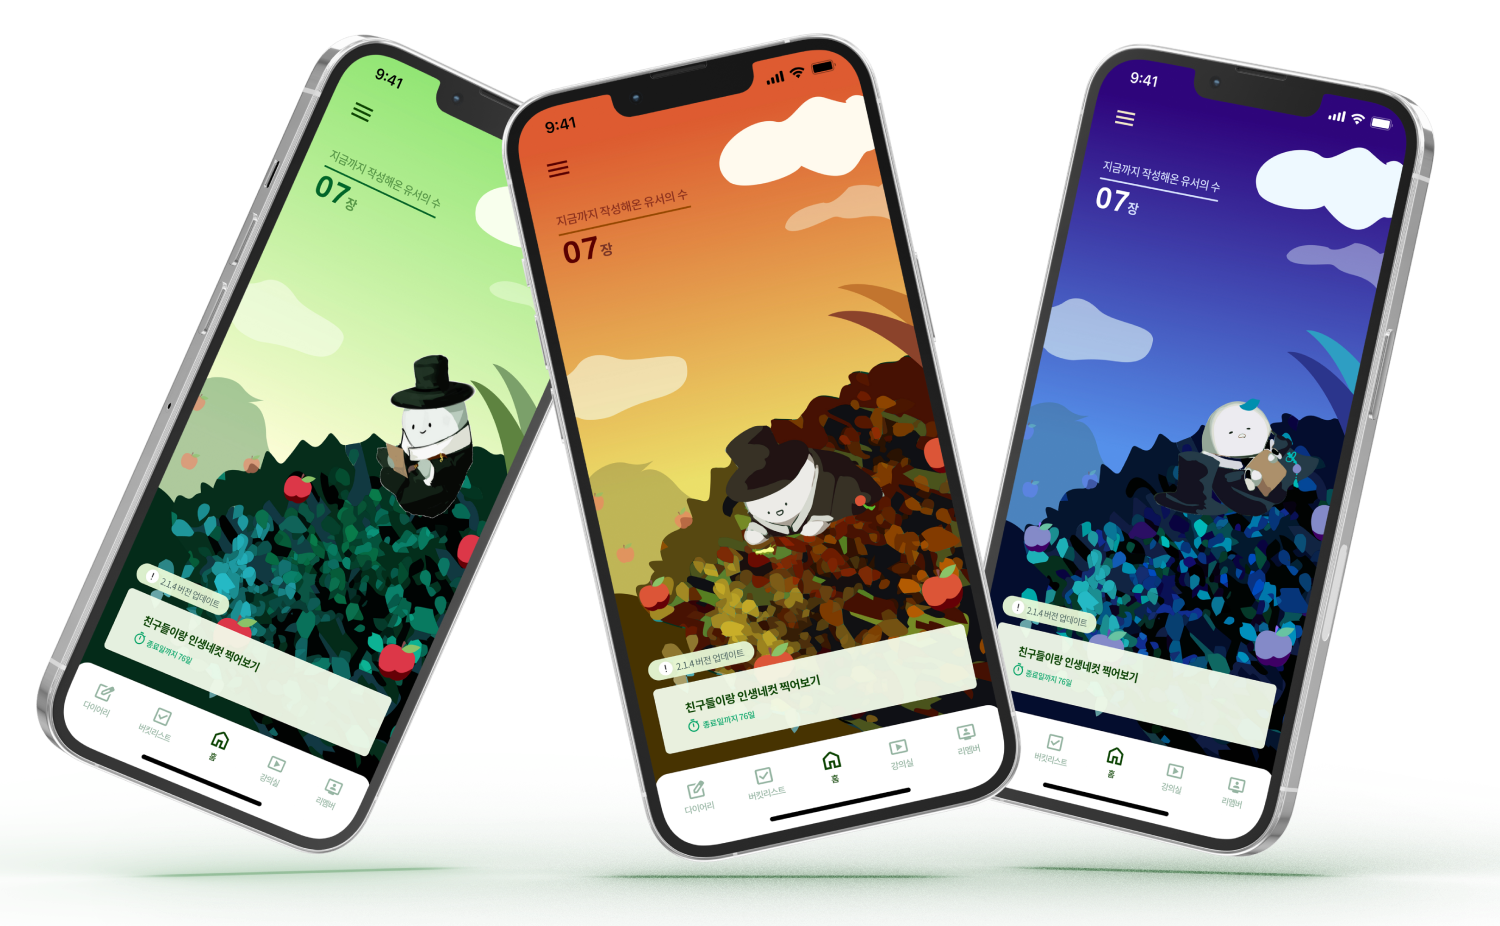 9:41
지금까지 작성해온 유서의 수
07장
! 2.1.4 버전 업데이트
친구들이랑 인생네컷 찍어보기
종료일까지 76일
다이어리
버킷리스트
홈
강의실
리멤버
9:41
지금까지 작성해온 유서의 수
07장
! 2.1.4 버전 업데이트
친구들이랑 인생네컷 찍어보기
종료일까지 76일
다이어리
버킷리스트
홈
강의실
리멤버
9:41
지금까지 작성해온 유서의 수
07장
! 2.1.4 버전 업데이트
친구들이랑 인생네컷 찍어보기
종료일까지 76일
버킷리스트
홈
강의실
리멤버